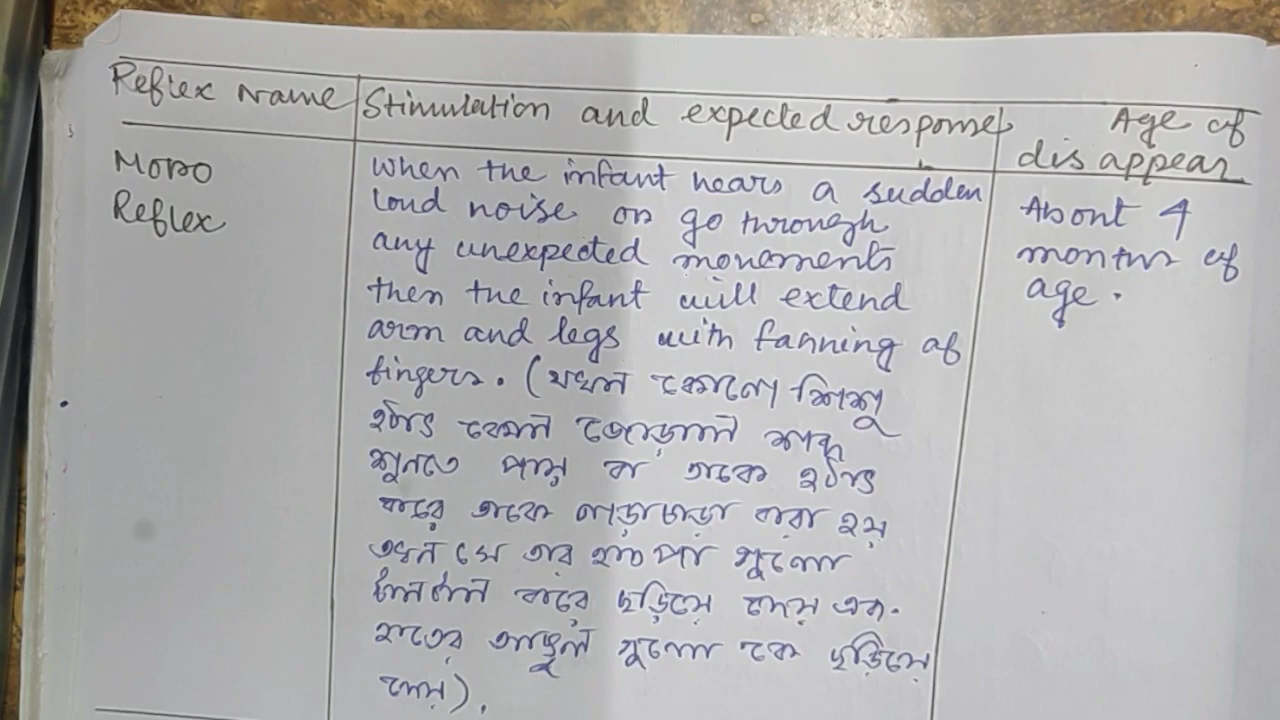 Reflex Name Stimulation and expected response Age of disappear
Moro
Reflex
When the infant hears a sudden
loud noise or go through
any unexpected movements
then the infant will extend
arm and legs with fanning of
fingers. (যখন কোনো শিশু
হঠাৎ কোন জোড়ালো শব্দ
শুনতে পায় বা তাকে হঠাৎ
করে তাকে নাড়াচাড়া করা হয়
তখন সে তার হাত পা গুলো
টানটান করে ছড়িয়ে দেয় এবং
হাতের আঙুল গুলো কে ছড়িয়ে
দেয়).
About 4
months of
age.